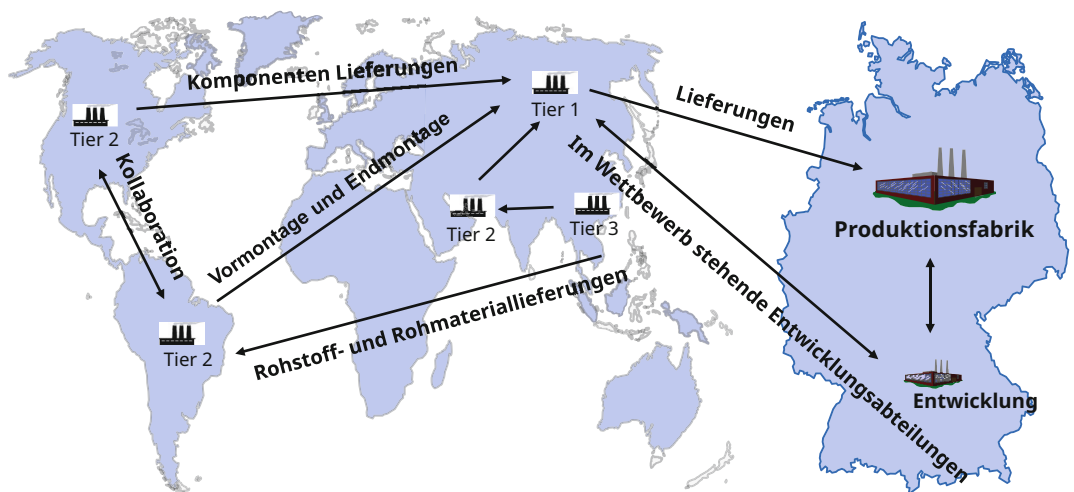 Komponenten Lieferungen
Tier 1
Lieferungen
Tier 2
Kollaboration
Vormontage und Endmontage
Im Wettbewerb stehende Entwicklungsabteilungen
Tier 2
Tier 3
Produktionsfabrik
Rohstoff- und Rohmateriallieferungen
Tier 2
Entwicklung